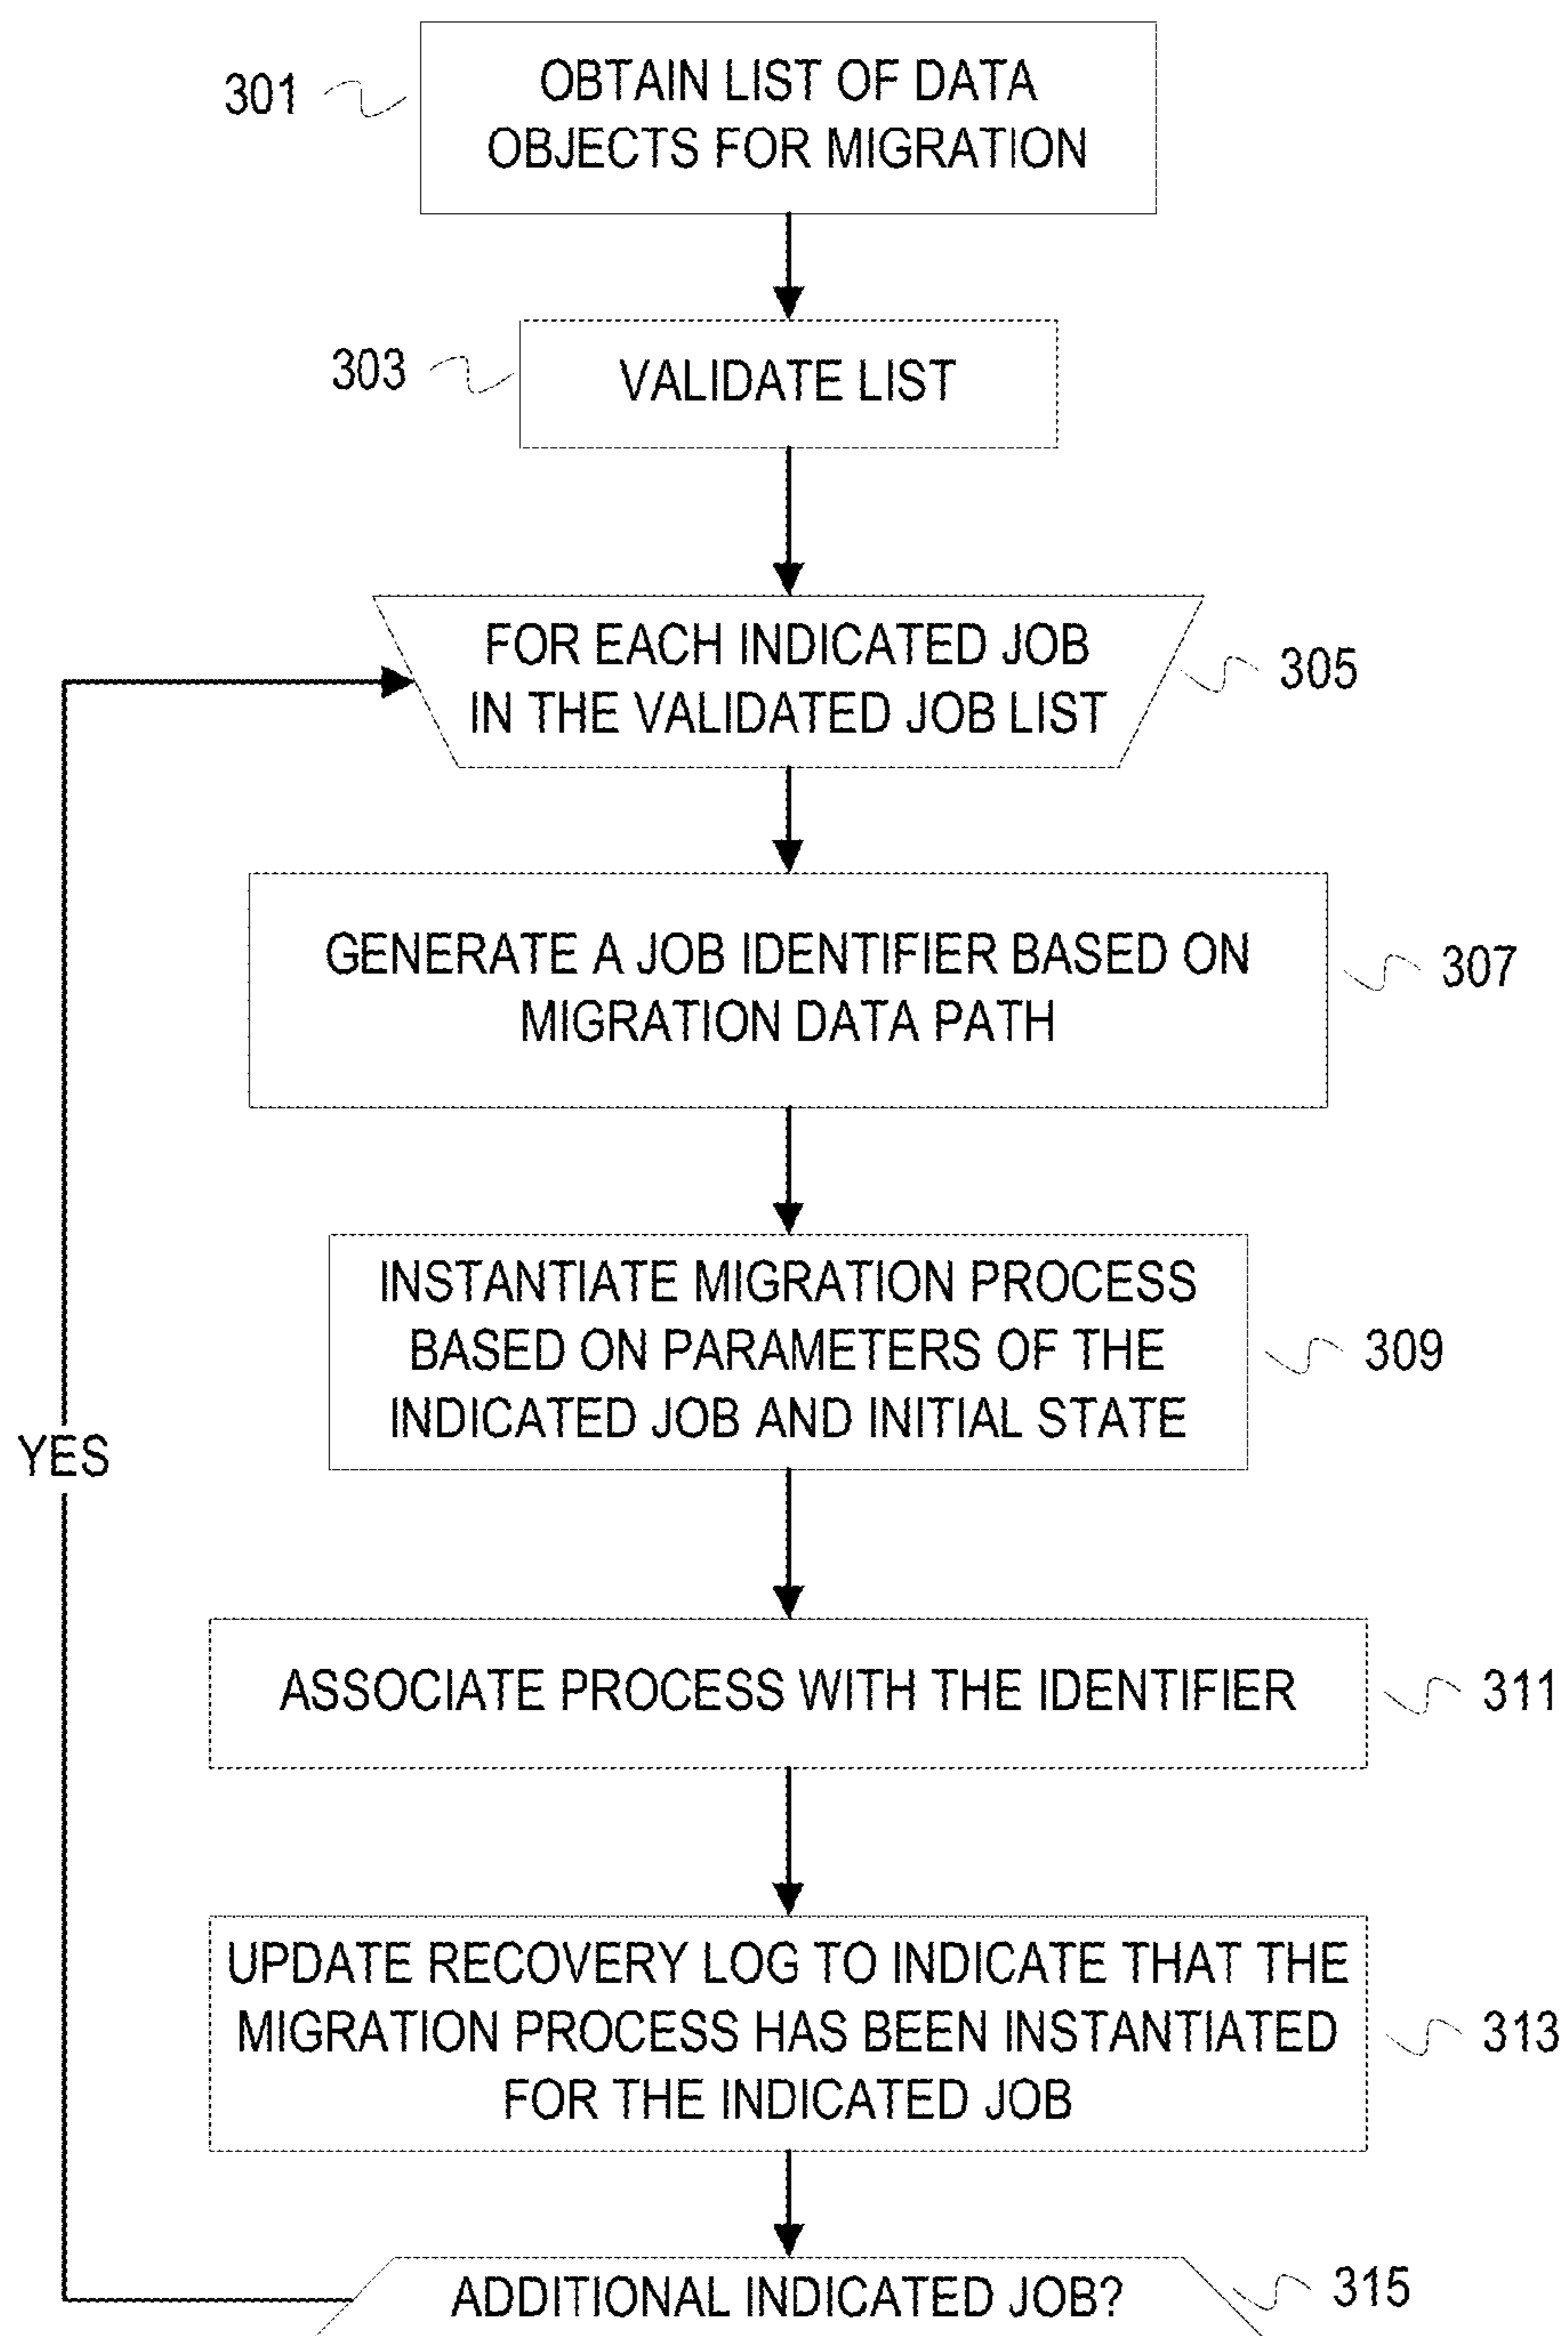 301
OBTAIN LIST OF DATA
OBJECTS FOR MIGRATION
303
VALIDATE LIST
FOR EACH INDICATED JOB
IN THE VALIDATED JOB LIST
305
GENERATE A JOB IDENTIFIER BASED ON
MIGRATION DATA PATH
307
INSTANTIATE MIGRATION PROCESS
BASED ON PARAMETERS OF THE
INDICATED JOB AND INITIAL STATE
309
YES
ASSOCIATE PROCESS WITH THE IDENTIFIER
311
UPDATE RECOVERY LOG TO INDICATE THAT THE
MIGRATION PROCESS HAS BEEN INSTANTIATED
FOR THE INDICATED JOB
313
ADDITIONAL INDICATED JOB?
315